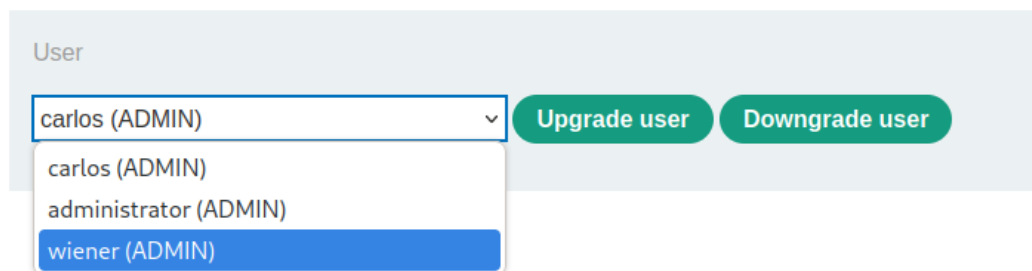 User
carlos (ADMIN) Upgrade user Downgrade user
carlos (ADMIN)
administrator (ADMIN)
wiener (ADMIN)